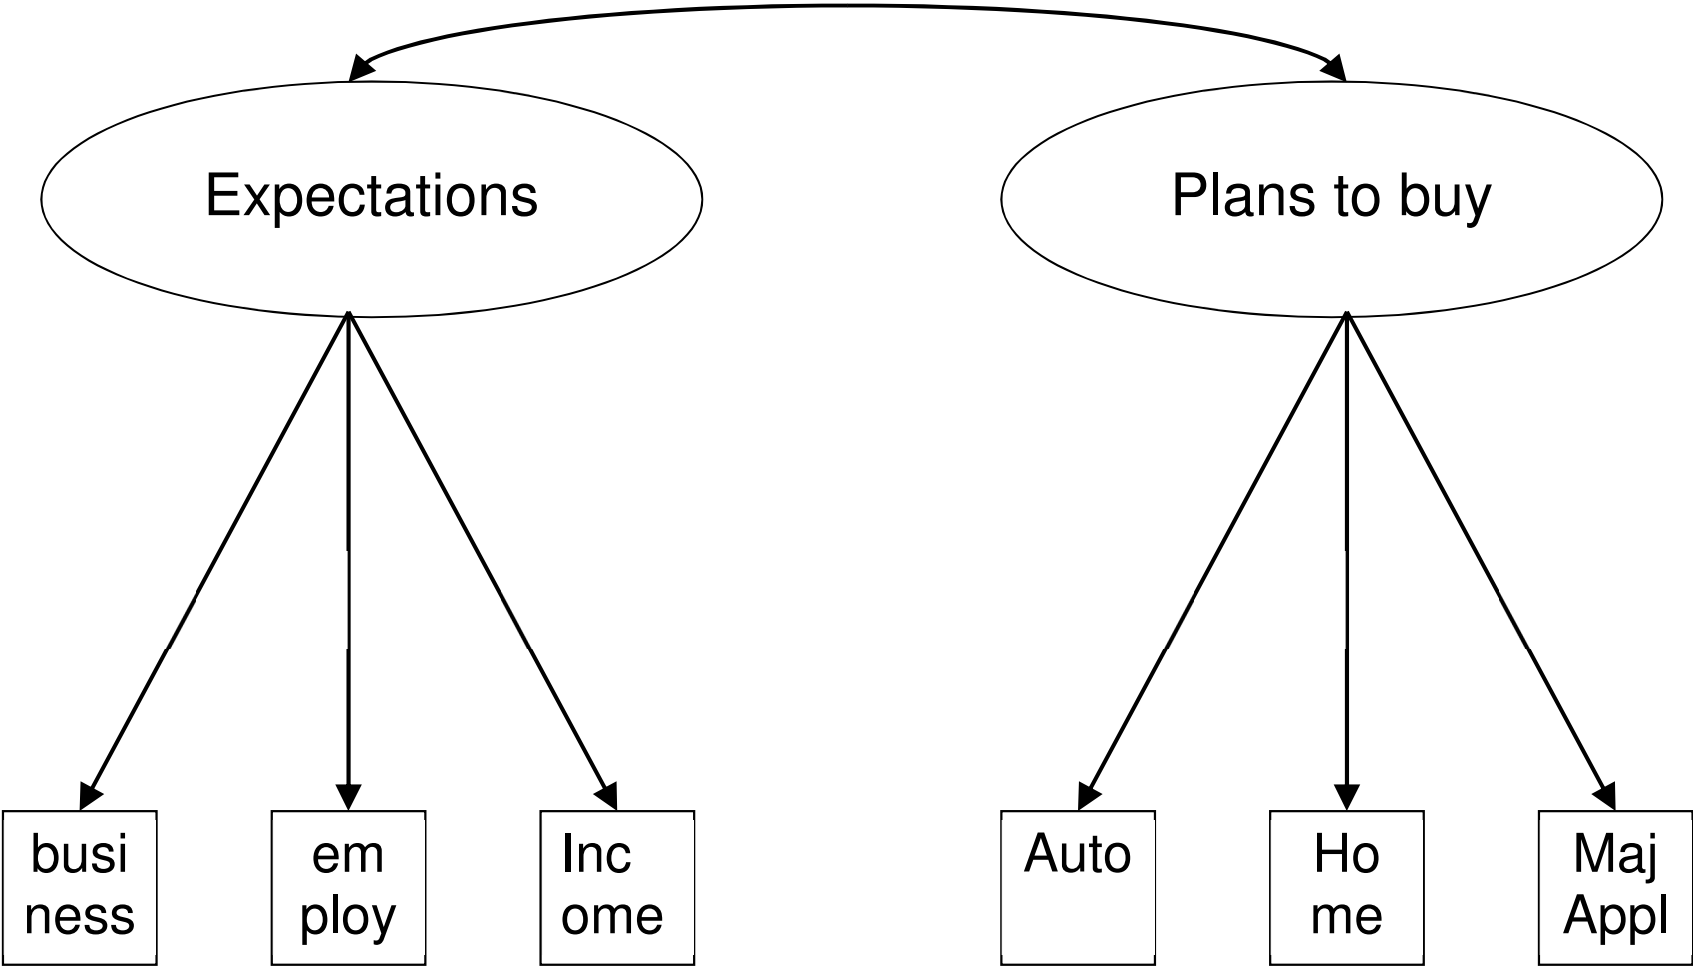 Expectations
Plans to buy
busi
ness
em
ploy
Inc
ome
Auto
Ho
me
Maj
Appl